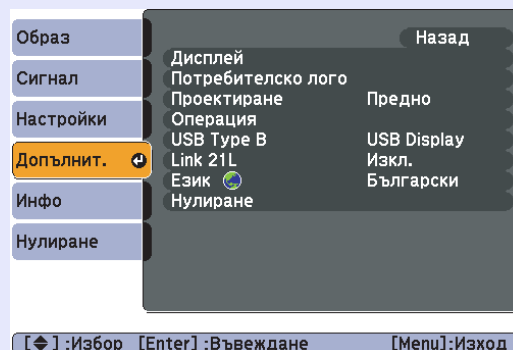 Образ
Сигнал
Настройки
Допълнит.
Инфо
Нулиране
Назад
Дисплей
Потребителско лого
Проектиране Предно
Операция
USB Type B USB Display
Link 21L Изкл.
Език Български
Нулиране
[◆] :Избор [Enter] :Въвеждане [Menu]:Изход